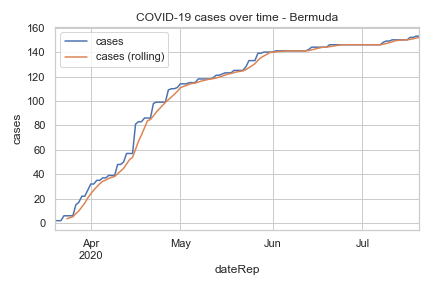 COVID-19 cases over time - Bermuda
cases
cases (rolling)
160
140
120
100
80
60
40
20
0
cases
Apr
2020
May
Jun
Jul
dateRep